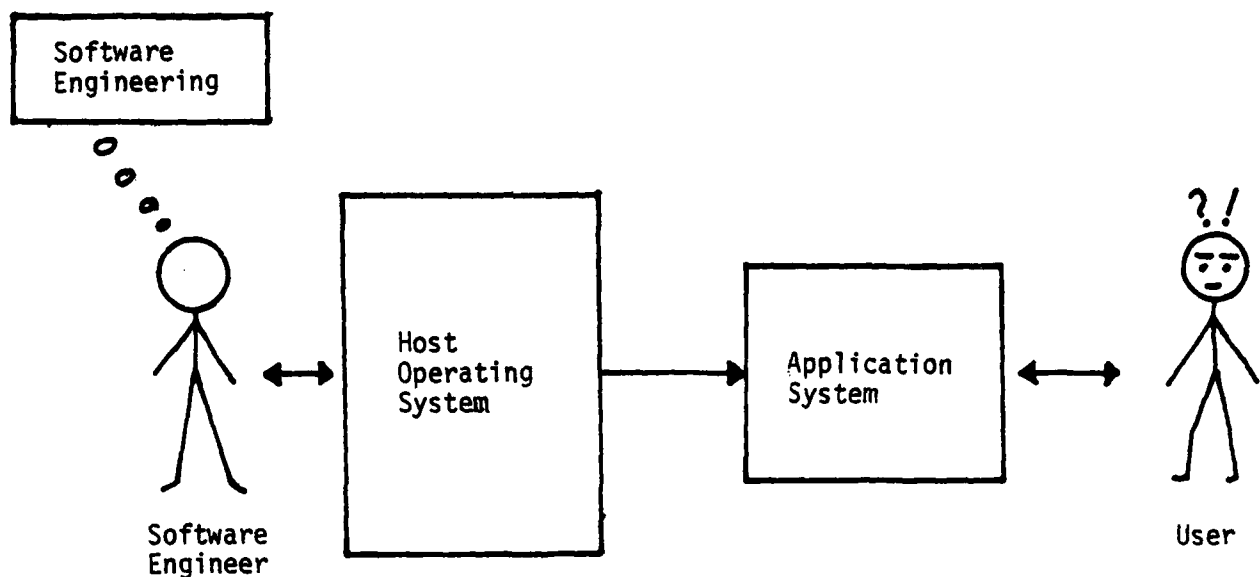 Software
Engineering
?!
Host
Operating
System
Application
System
Software
Engineer
User